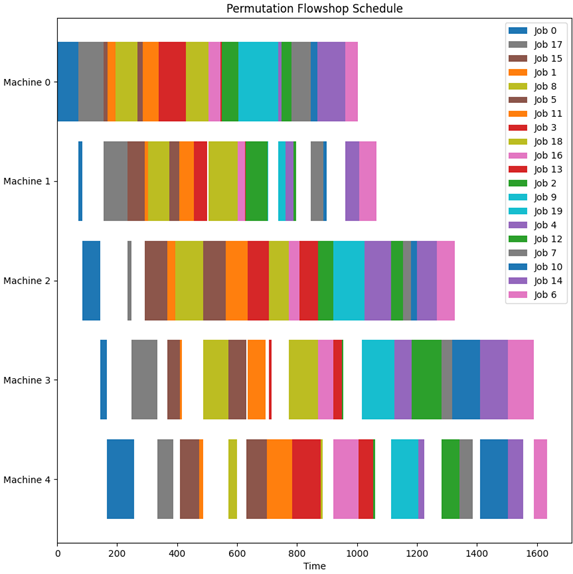 Permutation Flowshop Schedule
Machine 0
Machine 1
Machine 2
Machine 3
Machine 4
Job 0
Job 17
Job 15
Job 1
Job 8
Job 5
Job 11
Job 3
Job 18
Job 16
Job 13
Job 2
Job 9
Job 19
Job 4
Job 12
Job 7
Job 10
Job 14
Job 6
0 200 400 600 800 1000 1200 1400 1600
Time